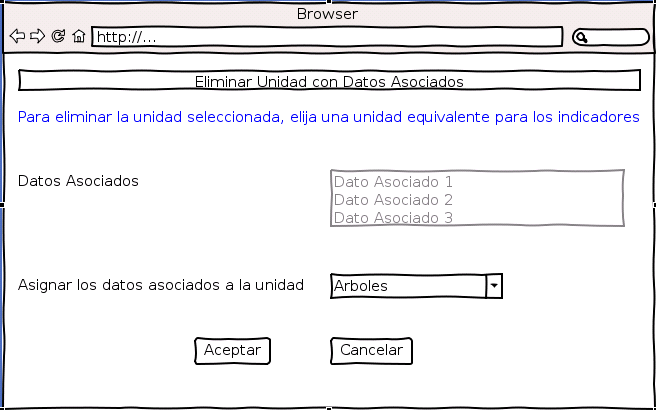 Browser
http://...
Eliminar Unidad con Datos Asociados
Para eliminar la unidad seleccionada, elija una unidad equivalente para los indicadores
Datos Asociados
Dato Asociado 1
Dato Asociado 2
Dato Asociado 3
Asignar los datos asociados a la unidad
Arboles
Aceptar
Cancelar